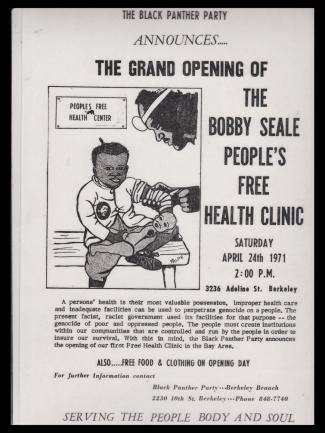 THE BLACK PANTHER PARTY
ANNOUNCES.....
THE GRAND OPENING OF
THE
BOBBY SEALE
PEOPLE'S
FREE
HEALTH CLINIC
SATURDAY
APRIL 24th 1971
2:00 P.M.
3236 Adeline St. Berkeley
PEOPLE'S FREE
HEALTH CENTER
A persons' health is their most valuable possession, Improper health care
and inadequate facilities can be used to perpetrate genocide on a people. The
present facist, racist government used its facilities for that purpose -- the
genocide of poor and oppressed people, The people must create institutions
within our communities that are controlled and run by the people in order to
insure our survival, With this in mind, the Black Panther Party announces
the opening of our first Free Health Clinic in the Bay Area,
ALSO.....FREE FOOD & CLOTHING ON OPENING DAY
For further Information contact
Black Panther Party---Berkeley Branch
2230 10th St. Berkeley ---Phone 848-7740
SERVING THE PEOPLE BODY AND SOUL